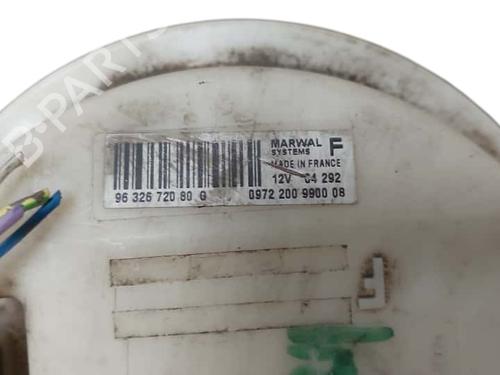 MARWAL F
SYSTEMS
MADE IN FRANCE
12V 04 292
96 326 720 80 G 0972 200 9900 08
F
B-PARTS